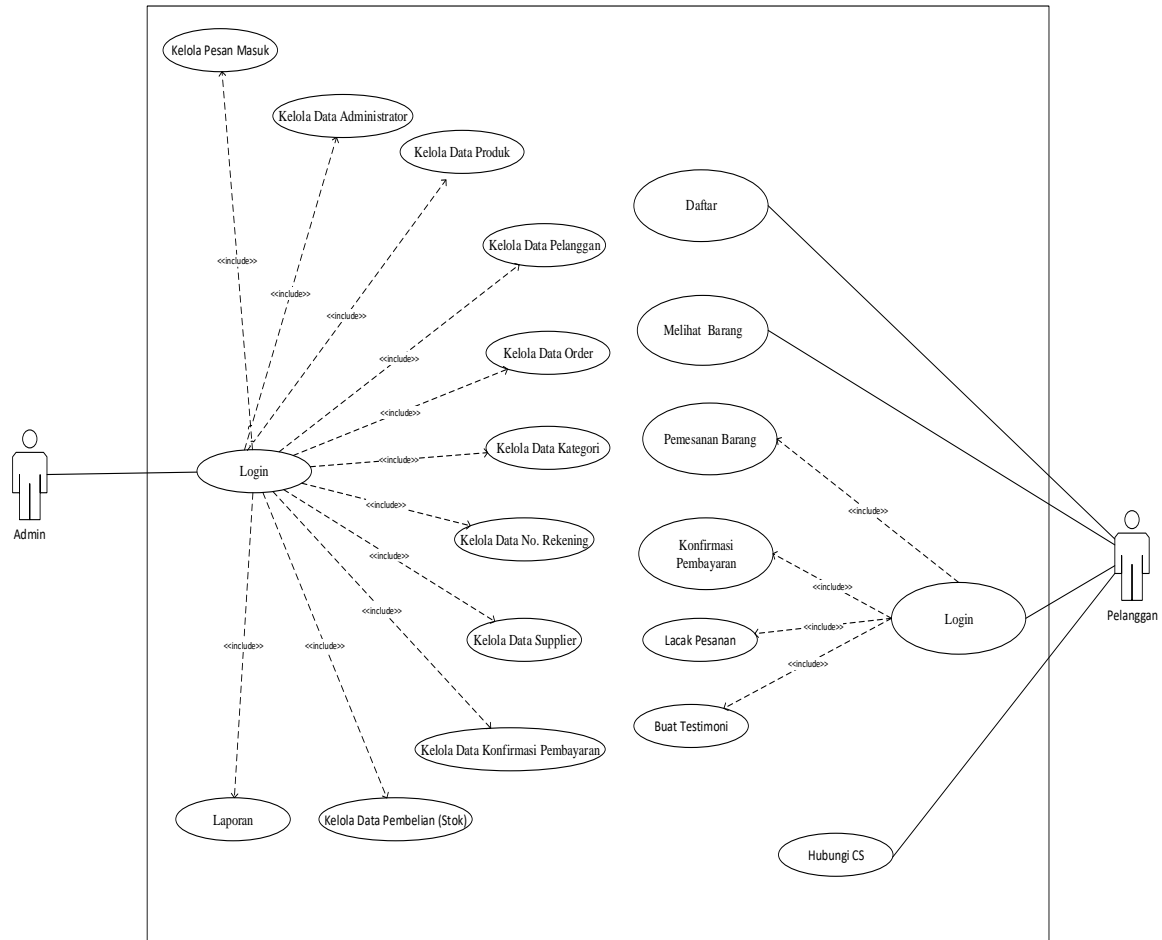 Kelola Pesan Masuk
Kelola Data Administrator
Kelola Data Produk
Daftar
Kelola Data Pelanggan
<<include>>
<<include>>
<<include>>
Melihat Barang
Kelola Data Order
<<include>>
<<include>>
Pemesanan Barang
Kelola Data Kategori
<<include>>
Login
Admin
<<include>>
<<include>>
Kelola Data No. Rekening
Konfirmasi
Pembayaran
<<include>>
<<include>>
<<include>>
Login
Pelanggan
<<include>>
Lacak Pesanan
Kelola Data Supplier
<<include>>
<<include>>
<<include>>
<<include>>
Buat Testimoni
Kelola Data Konfirmasi Pembayaran
Laporan
Kelola Data Pembelian (Stok)
Hubungi CS